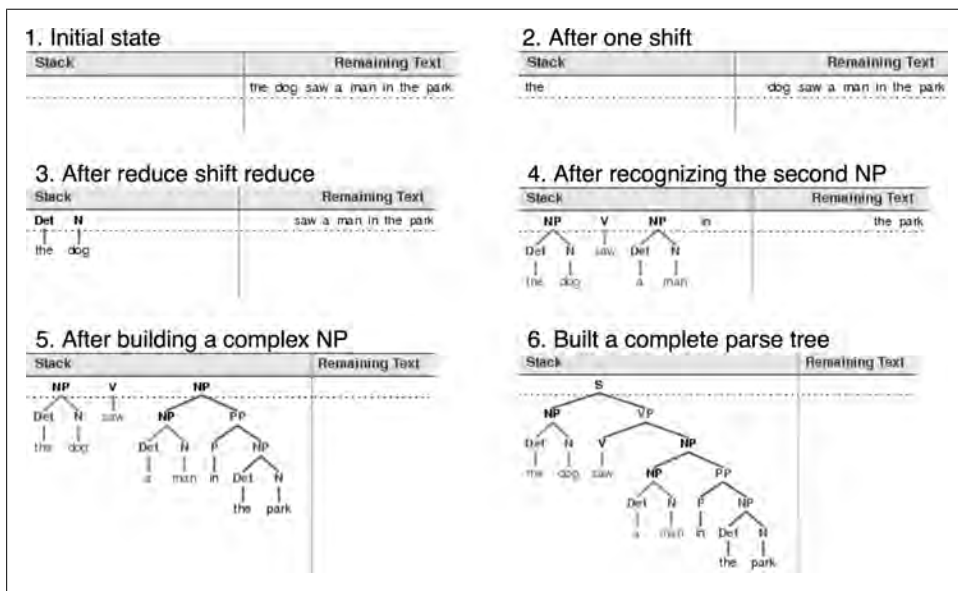 1. Initial state
Stack Remaining Text
the dog saw a man in the park
2. After one shift
Stack Remaining Text
the dog saw a man in the park
3. After reduce shift reduce
Stack Remaining Text
Det N saw a man in the park
the dog
4. After recognizing the second NP
Stack Remaining Text
NP V NP in the park
Det N saw Det N
the dog a man
5. After building a complex NP
Stack Remaining Text
NP V NP
Det N saw NP PP
the dog Det N P NP
a man in Det N
the park
6. Built a complete parse tree
Stack Remaining Text
S
NP VP
Det N V NP
the dog saw NP PP
Det N P NP
a man in Det N
the park